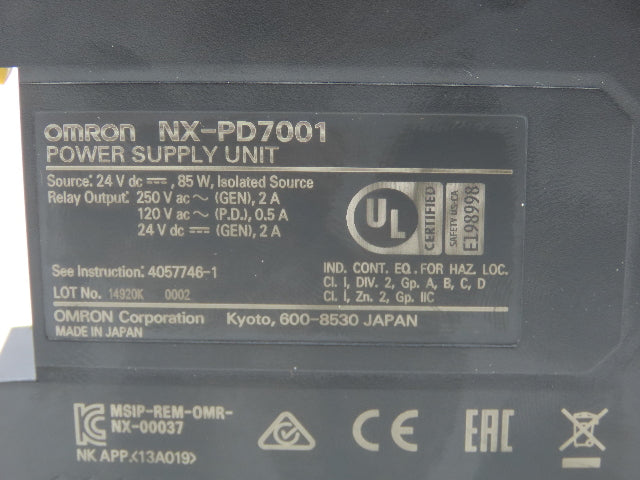 OMRON NX-PD7001
POWER SUPPLY UNIT
Source: 24 V dc ⎓, 85 W, Isolated Source
Relay Output: 250 V ac ~ (GEN), 2 A
120 V ac ~ (P.D.), 0.5 A
24 V dc ⎓ (GEN), 2 A
UL
CERTIFIED
SAFETY US-CA
E198998
See Instruction: 4057746-1
LOT No. 14920K 0002
IND. CONT. EQ. FOR HAZ. LOC.
Cl. I, DIV. 2, Gp. A, B, C, D
Cl. I, Zn. 2, Gp. IIC
OMRON Corporation Kyoto, 600-8530 JAPAN
MADE IN JAPAN
MSIP-REM-OMR-
NX-00037
NK APP.<13A019>
CE
EAC